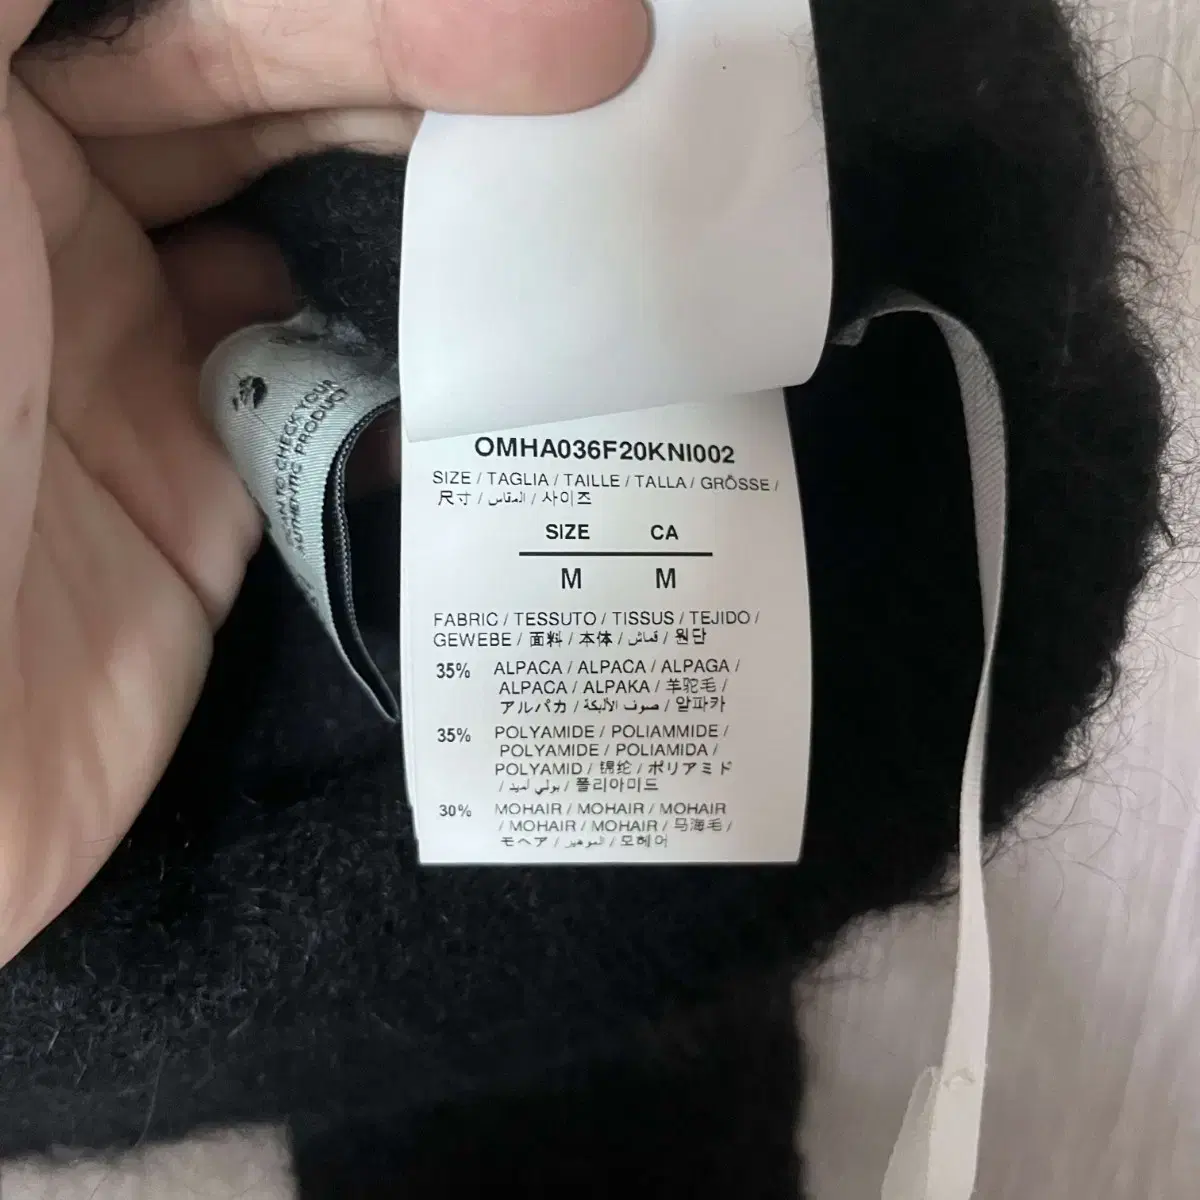 OMHA036F20KNI002
SIZE / TAGLIA / TAILLE / TALLA / GRÖSSE /
尺寸 / المقاس / 사이즈
SIZE CA
M M
FABRIC / TESSUTO / TISSUS / TEJIDO /
GEWEBE / 面料 / 本体 / قماش / 원단
35% ALPACA / ALPACA / ALPAGA /
ALPACA / ALPAKA / 羊驼毛 /
アルパカ / صوف الألبكة / 알파카
35% POLYAMIDE / POLIAMMIDE /
POLYAMIDE / POLIAMIDA /
POLYAMID / 锦纶 / ポリアミド
/ بولي أميد / 폴리아미드
30% MOHAIR / MOHAIR / MOHAIR
/ MOHAIR / MOHAIR / 马海毛 /
モヘア / الموهير / 모헤어
SCAN TO CHECK YOUR
AUTHENTIC PRODUCT